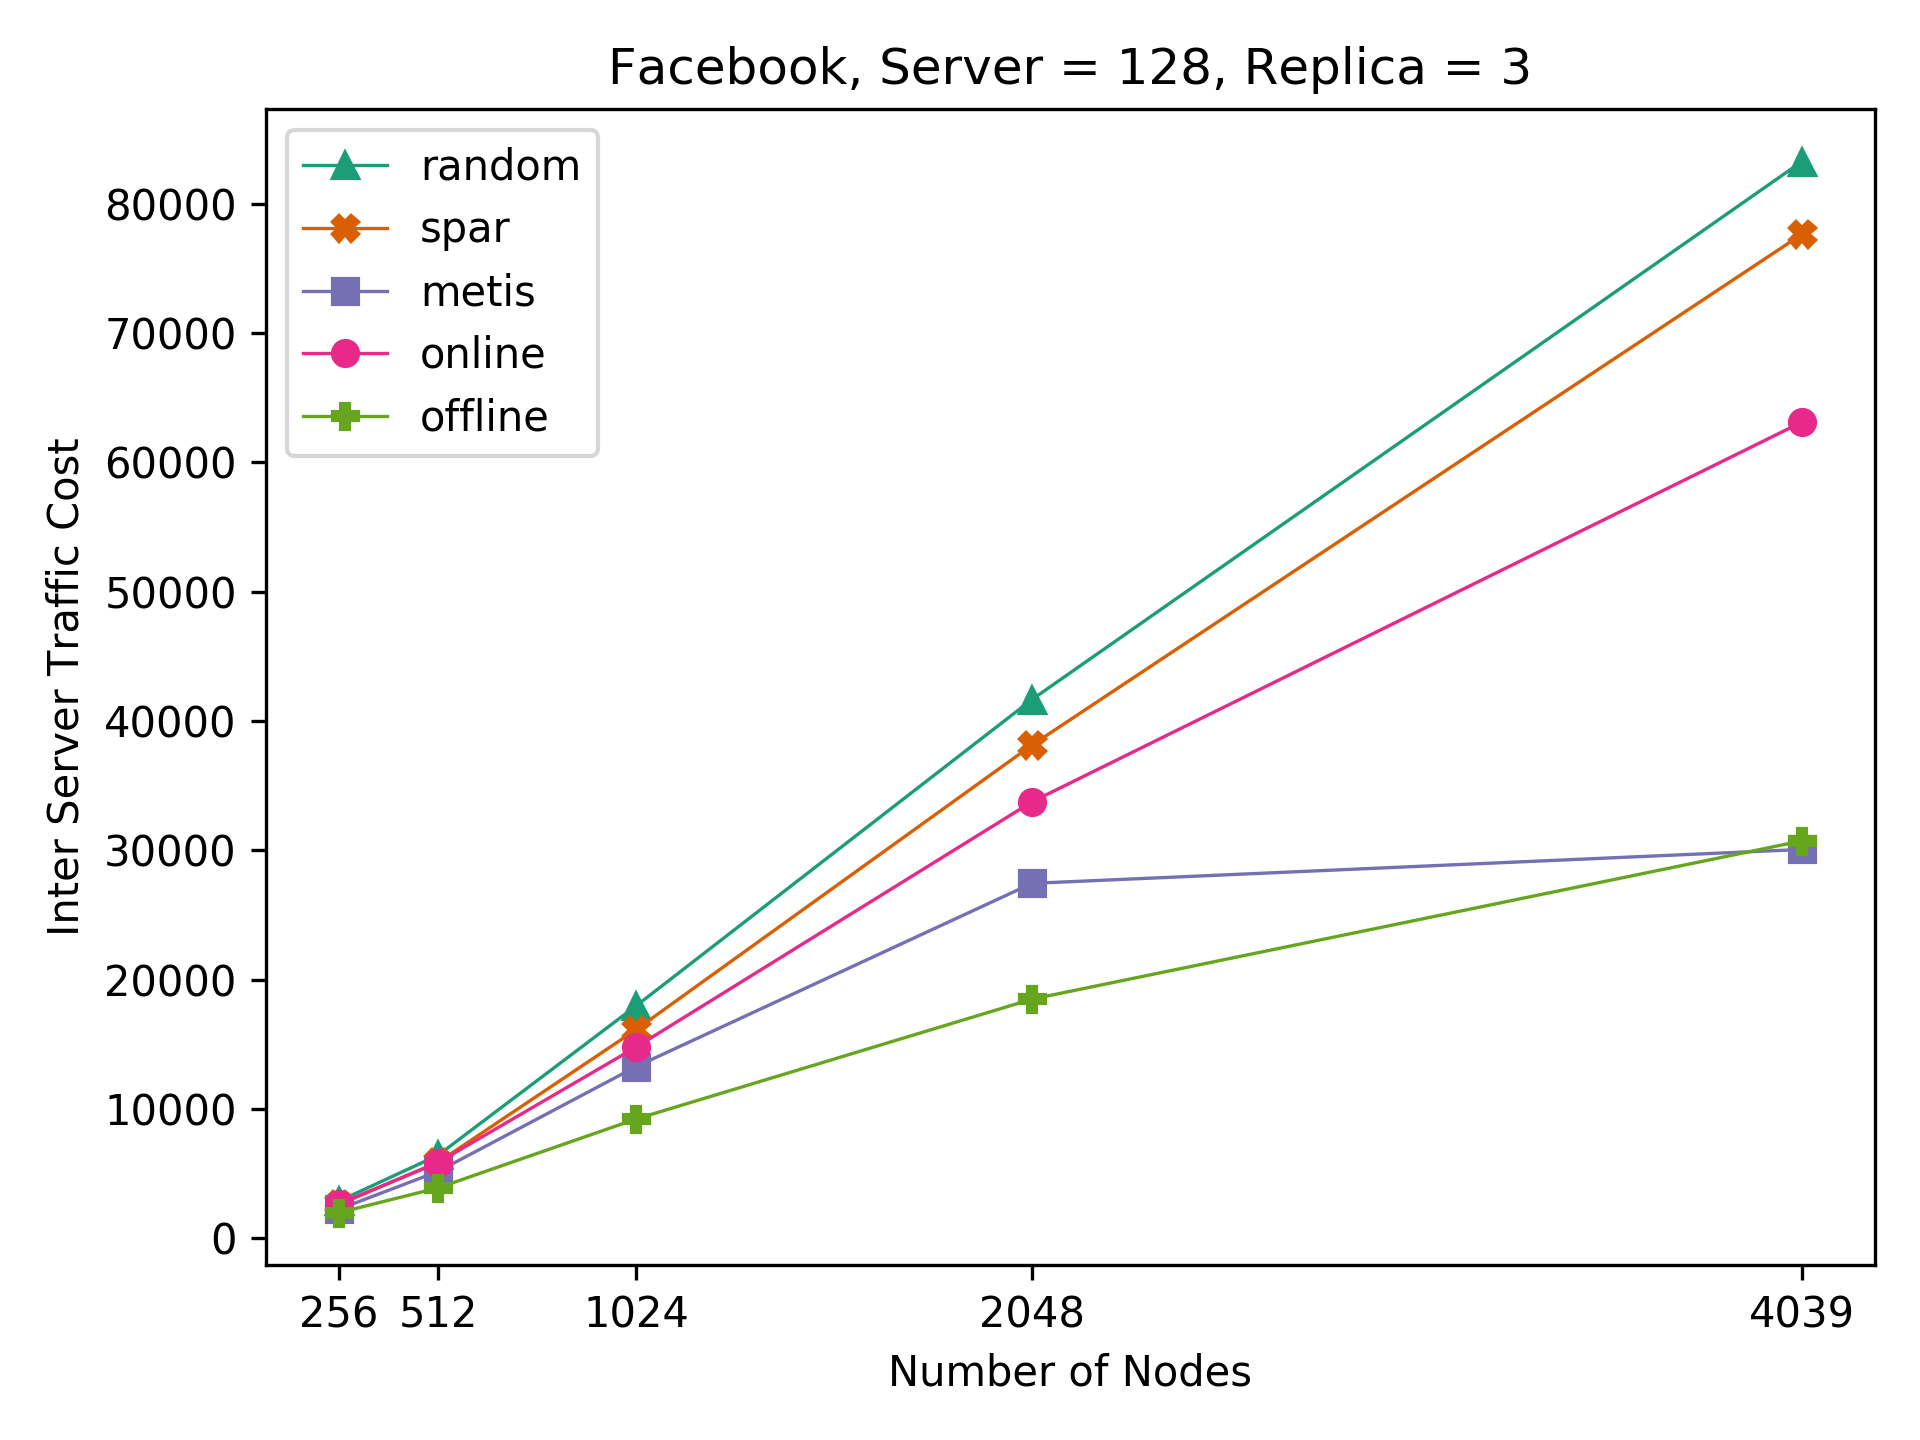 Facebook, Server = 128, Replica = 3
random
spar
metis
online
offline
80000
70000
60000
50000
40000
30000
20000
10000
0
Inter Server Traffic Cost
256 512 1024 2048 4039
Number of Nodes